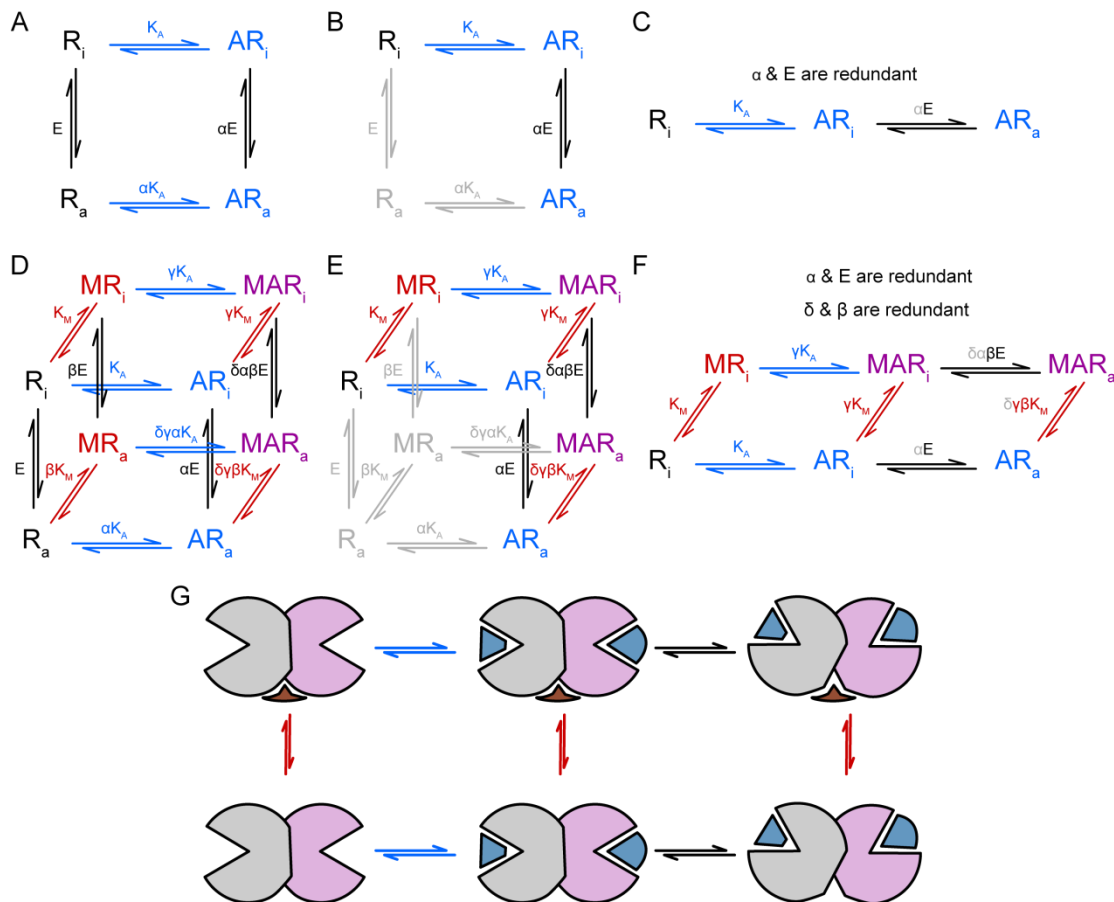 A
B
C
R_i
K_A
AR_i
E
αE
R_a
αK_A
AR_a
R_i
K_A
AR_i
E
αE
R_a
αK_A
AR_a
α & E are redundant
R_i
K_A
AR_i
αE
AR_a
D
E
F
MR_i
γK_A
MAR_i
K_M
γK_M
βE
δαβE
R_i
K_A
AR_i
MR_a
δγαK_A
MAR_a
E
βK_M
αE
δγβK_M
R_a
αK_A
AR_a
MR_i
γK_A
MAR_i
K_M
γK_M
βE
δαβE
R_i
K_A
AR_i
MR_a
δγαK_A
MAR_a
E
βK_M
αE
δγβK_M
R_a
αK_A
AR_a
α & E are redundant
δ & β are redundant
MR_i
γK_A
MAR_i
δαβE
MAR_a
K_M
γK_M
δγβK_M
R_i
K_A
AR_i
αE
AR_a
G